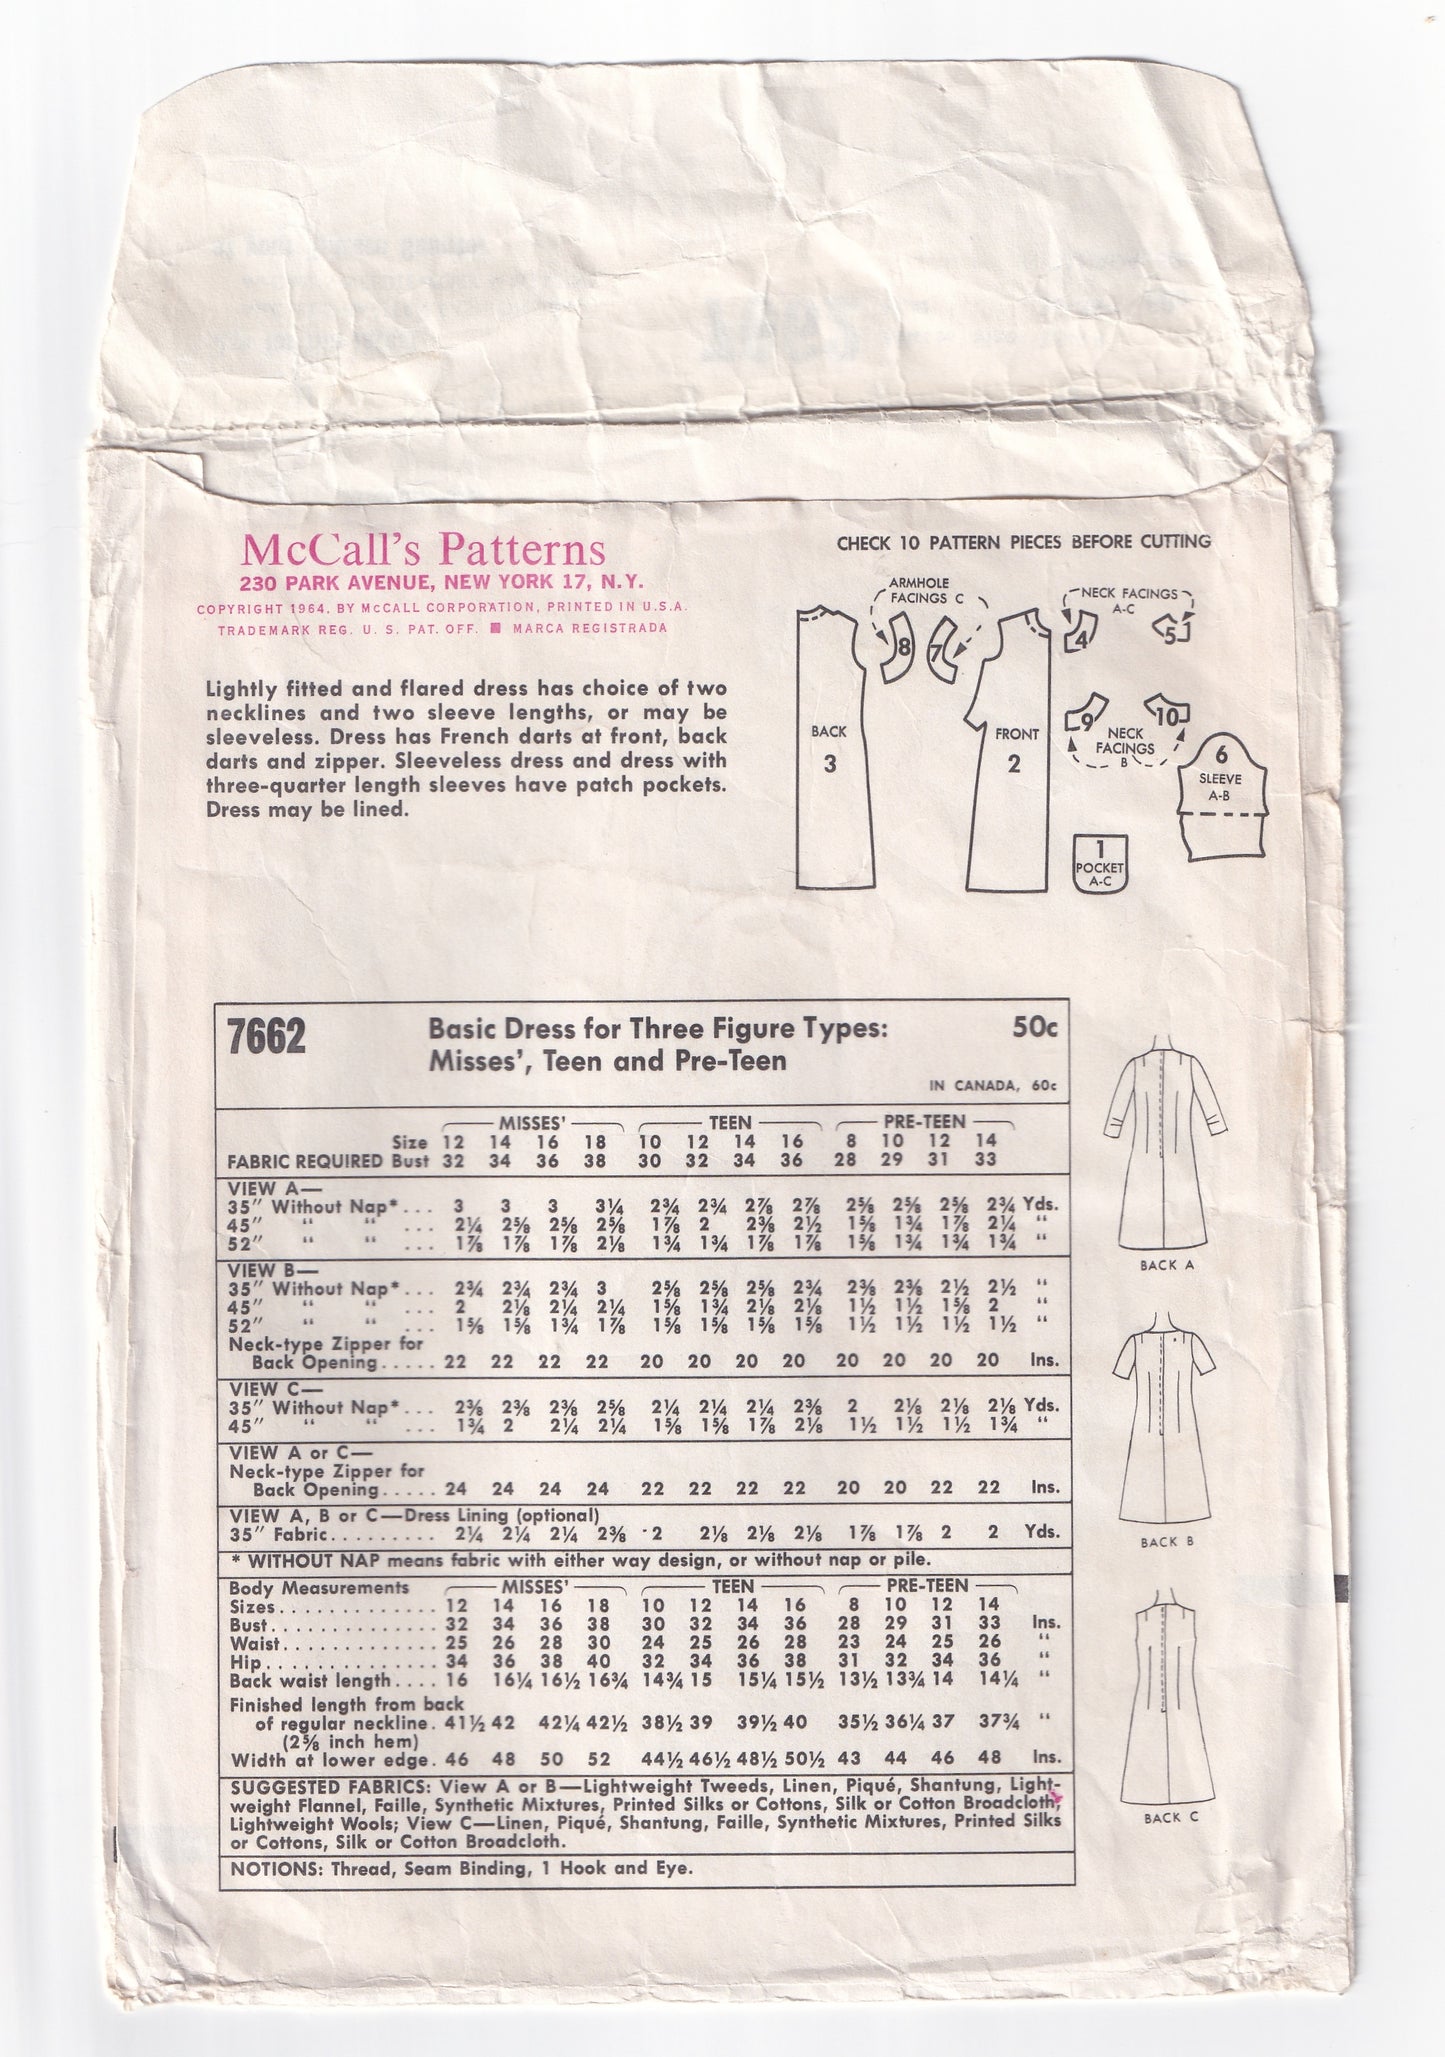 McCall's Patterns
230 PARK AVENUE, NEW YORK 17, N.Y.
COPYRIGHT 1964, BY McCALL CORPORATION, PRINTED IN U.S.A.
TRADEMARK REG. U. S. PAT. OFF. ■ MARCA REGISTRADA
Lightly fitted and flared dress has choice of two
necklines and two sleeve lengths, or may be
sleeveless. Dress has French darts at front, back
darts and zipper. Sleeveless dress and dress with
three-quarter length sleeves have patch pockets.
Dress may be lined.
CHECK 10 PATTERN PIECES BEFORE CUTTING
ARMHOLE
FACINGS C
NECK FACINGS
A-C
8
7
4
5
BACK
3
FRONT
2
9
10
NECK
FACINGS
B
6
SLEEVE
A-B
1
POCKET
A-C
7662 Basic Dress for Three Figure Types: 50c
Misses', Teen and Pre-Teen
IN CANADA, 60c
MISSES' TEEN PRE-TEEN
Size 12 14 16 18 10 12 14 16 8 10 12 14
FABRIC REQUIRED Bust 32 34 36 38 30 32 34 36 28 29 31 33
VIEW A—
35" Without Nap*... 3 3 3 3¼ 2¾ 2¾ 2⅞ 2⅞ 2⅝ 2⅝ 2⅝ 2¾ Yds.
45" " " ... 2¼ 2⅝ 2⅝ 2⅝ 1⅞ 2 2⅜ 2½ 1⅝ 1¾ 1⅞ 2¼ "
52" " " ... 1⅞ 1⅞ 1⅞ 2⅛ 1¾ 1¾ 1⅞ 1⅞ 1⅝ 1¾ 1¾ 1¾ "
VIEW B—
35" Without Nap*... 2¾ 2¾ 2¾ 3 2⅝ 2⅝ 2⅝ 2¾ 2⅜ 2⅜ 2½ 2½ "
45" " " ... 2 2⅛ 2¼ 2¼ 1⅝ 1¾ 2⅛ 2⅛ 1½ 1½ 1⅝ 2 "
52" " " ... 1⅝ 1⅝ 1¾ 1⅞ 1⅝ 1⅝ 1⅝ 1⅝ 1½ 1½ 1½ 1½ "
Neck-type Zipper for
Back Opening..... 22 22 22 22 20 20 20 20 20 20 20 20 Ins.
VIEW C—
35" Without Nap*... 2⅜ 2⅜ 2⅜ 2⅝ 2¼ 2¼ 2¼ 2⅜ 2 2⅛ 2⅛ 2⅛ Yds.
45" " " ... 1¾ 2 2¼ 2¼ 1⅝ 1⅝ 1⅞ 2⅛ 1½ 1½ 1½ 1¾ "
VIEW A or C—
Neck-type Zipper for
Back Opening..... 24 24 24 24 22 22 22 22 20 20 22 22 Ins.
VIEW A, B or C—Dress Lining (optional)
35" Fabric......... 2¼ 2¼ 2¼ 2⅜ 2 2⅛ 2⅛ 2⅛ 1⅞ 1⅞ 2 2 Yds.
* WITHOUT NAP means fabric with either way design, or without nap or pile.
Body Measurements MISSES' TEEN PRE-TEEN
Sizes............. 12 14 16 18 10 12 14 16 8 10 12 14
Bust.............. 32 34 36 38 30 32 34 36 28 29 31 33 Ins.
Waist............. 25 26 28 30 24 25 26 28 23 24 25 26 "
Hip............... 34 36 38 40 32 34 36 38 31 32 34 36 "
Back waist length.... 16 16¼ 16½ 16¾ 14¾ 15 15¼ 15½ 13½ 13¾ 14 14¼ "
Finished length from back
of regular neckline. 41½ 42 42¼ 42½ 38½ 39 39½ 40 35½ 36¼ 37 37¾ "
(2⅝ inch hem)
Width at lower edge. 46 48 50 52 44½ 46½ 48½ 50½ 43 44 46 48 Ins.
SUGGESTED FABRICS: View A or B—Lightweight Tweeds, Linen, Piqué, Shantung, Light-
weight Flannel, Faille, Synthetic Mixtures, Printed Silks or Cottons, Silk or Cotton Broadcloth,
Lightweight Wools; View C—Linen, Piqué, Shantung, Faille, Synthetic Mixtures, Printed Silks
or Cottons, Silk or Cotton Broadcloth.
NOTIONS: Thread, Seam Binding, 1 Hook and Eye.
BACK A
BACK B
BACK C